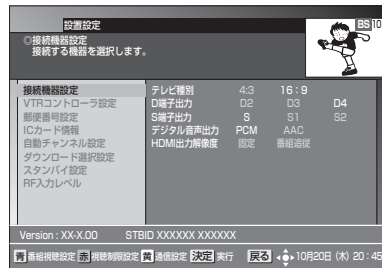 設置設定
BS 10
◎接続機器設定
接続する機器を選択します。
接続機器設定
VTRコントローラ設定
郵便番号設定
ICカード情報
自動チャンネル設定
ダウンロード選択設定
スタンバイ設定
RF入力レベル
テレビ種別 4:3 16:9
D端子出力 D2 D3 D4
S端子出力 S S1 S2
デジタル音声出力 PCM AAC
HDMI出力解像度 固定 番組追従
Version : XX-X.00 STBID XXXXXX XXXXXX
青 番組視聴設定 赤 視聴制限設定 黄 通信設定 決定 実行 戻る 10月20日 (木) 20:45